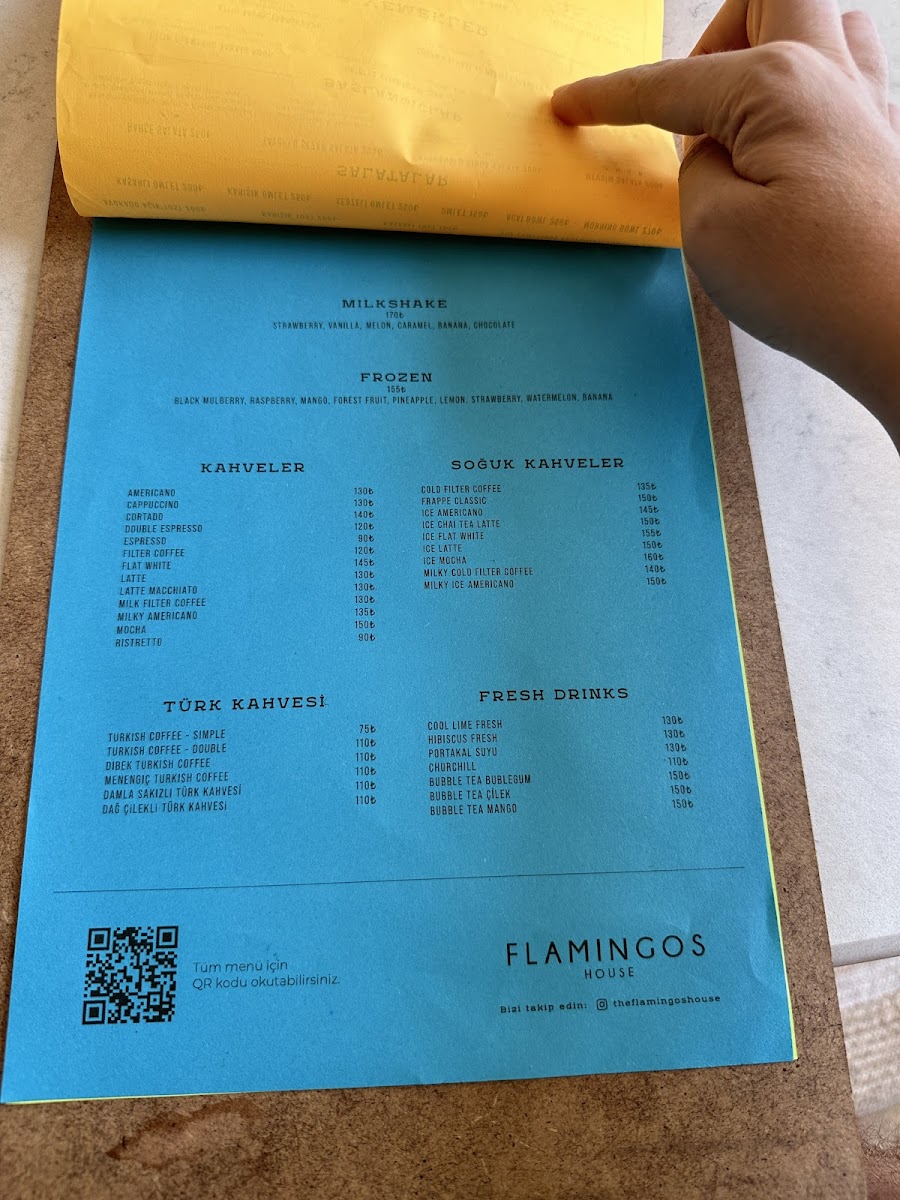 YEMEKLER
BAŞLANGIÇLAR
SALATALAR
MILKSHAKE
170₺
STRAWBERRY, VANILLA, MELON, CARAMEL, BANANA, CHOCOLATE
FROZEN
155₺
BLACK MULBERRY, RASPBERRY, MANGO, FOREST FRUIT, PINEAPPLE, LEMON, STRAWBERRY, WATERMELON, BANANA
KAHVELER
AMERICANO 130₺
CAPPUCCINO 130₺
CORTADO 140₺
DOUBLE ESPRESSO 120₺
ESPRESSO 90₺
FILTER COFFEE 120₺
FLAT WHITE 145₺
LATTE 130₺
LATTE MACCHIATO 130₺
MILK FILTER COFFEE 130₺
MILKY AMERICANO 135₺
MOCHA 150₺
RISTRETTO 90₺
SOĞUK KAHVELER
COLD FILTER COFFEE 135₺
FRAPPE CLASSIC 150₺
ICE AMERICANO 145₺
ICE CHAI TEA LATTE 150₺
ICE FLAT WHITE 155₺
ICE LATTE 150₺
ICE MOCHA 160₺
MILKY COLD FILTER COFFEE 140₺
MILKY ICE AMERICANO 150₺
TÜRK KAHVESİ
TURKISH COFFEE - SIMPLE 75₺
TURKISH COFFEE - DOUBLE 110₺
DIBEK TURKISH COFFEE 110₺
MENENGIÇ TURKISH COFFEE 110₺
DAMLA SAKIZLI TÜRK KAHVESİ 110₺
DAĞ ÇİLEKLİ TÜRK KAHVESİ 110₺
FRESH DRINKS
COOL LIME FRESH 130₺
HIBISCUS FRESH 130₺
PORTAKAL SUYU 130₺
CHURCHILL 110₺
BUBBLE TEA BUBLEGUM 150₺
BUBBLE TEA ÇİLEK 150₺
BUBBLE TEA MANGO 150₺
Tüm menü için
QR kodu okutabilirsiniz.
FLAMINGOS
HOUSE
Bizi takip edin: theflamingoshouse